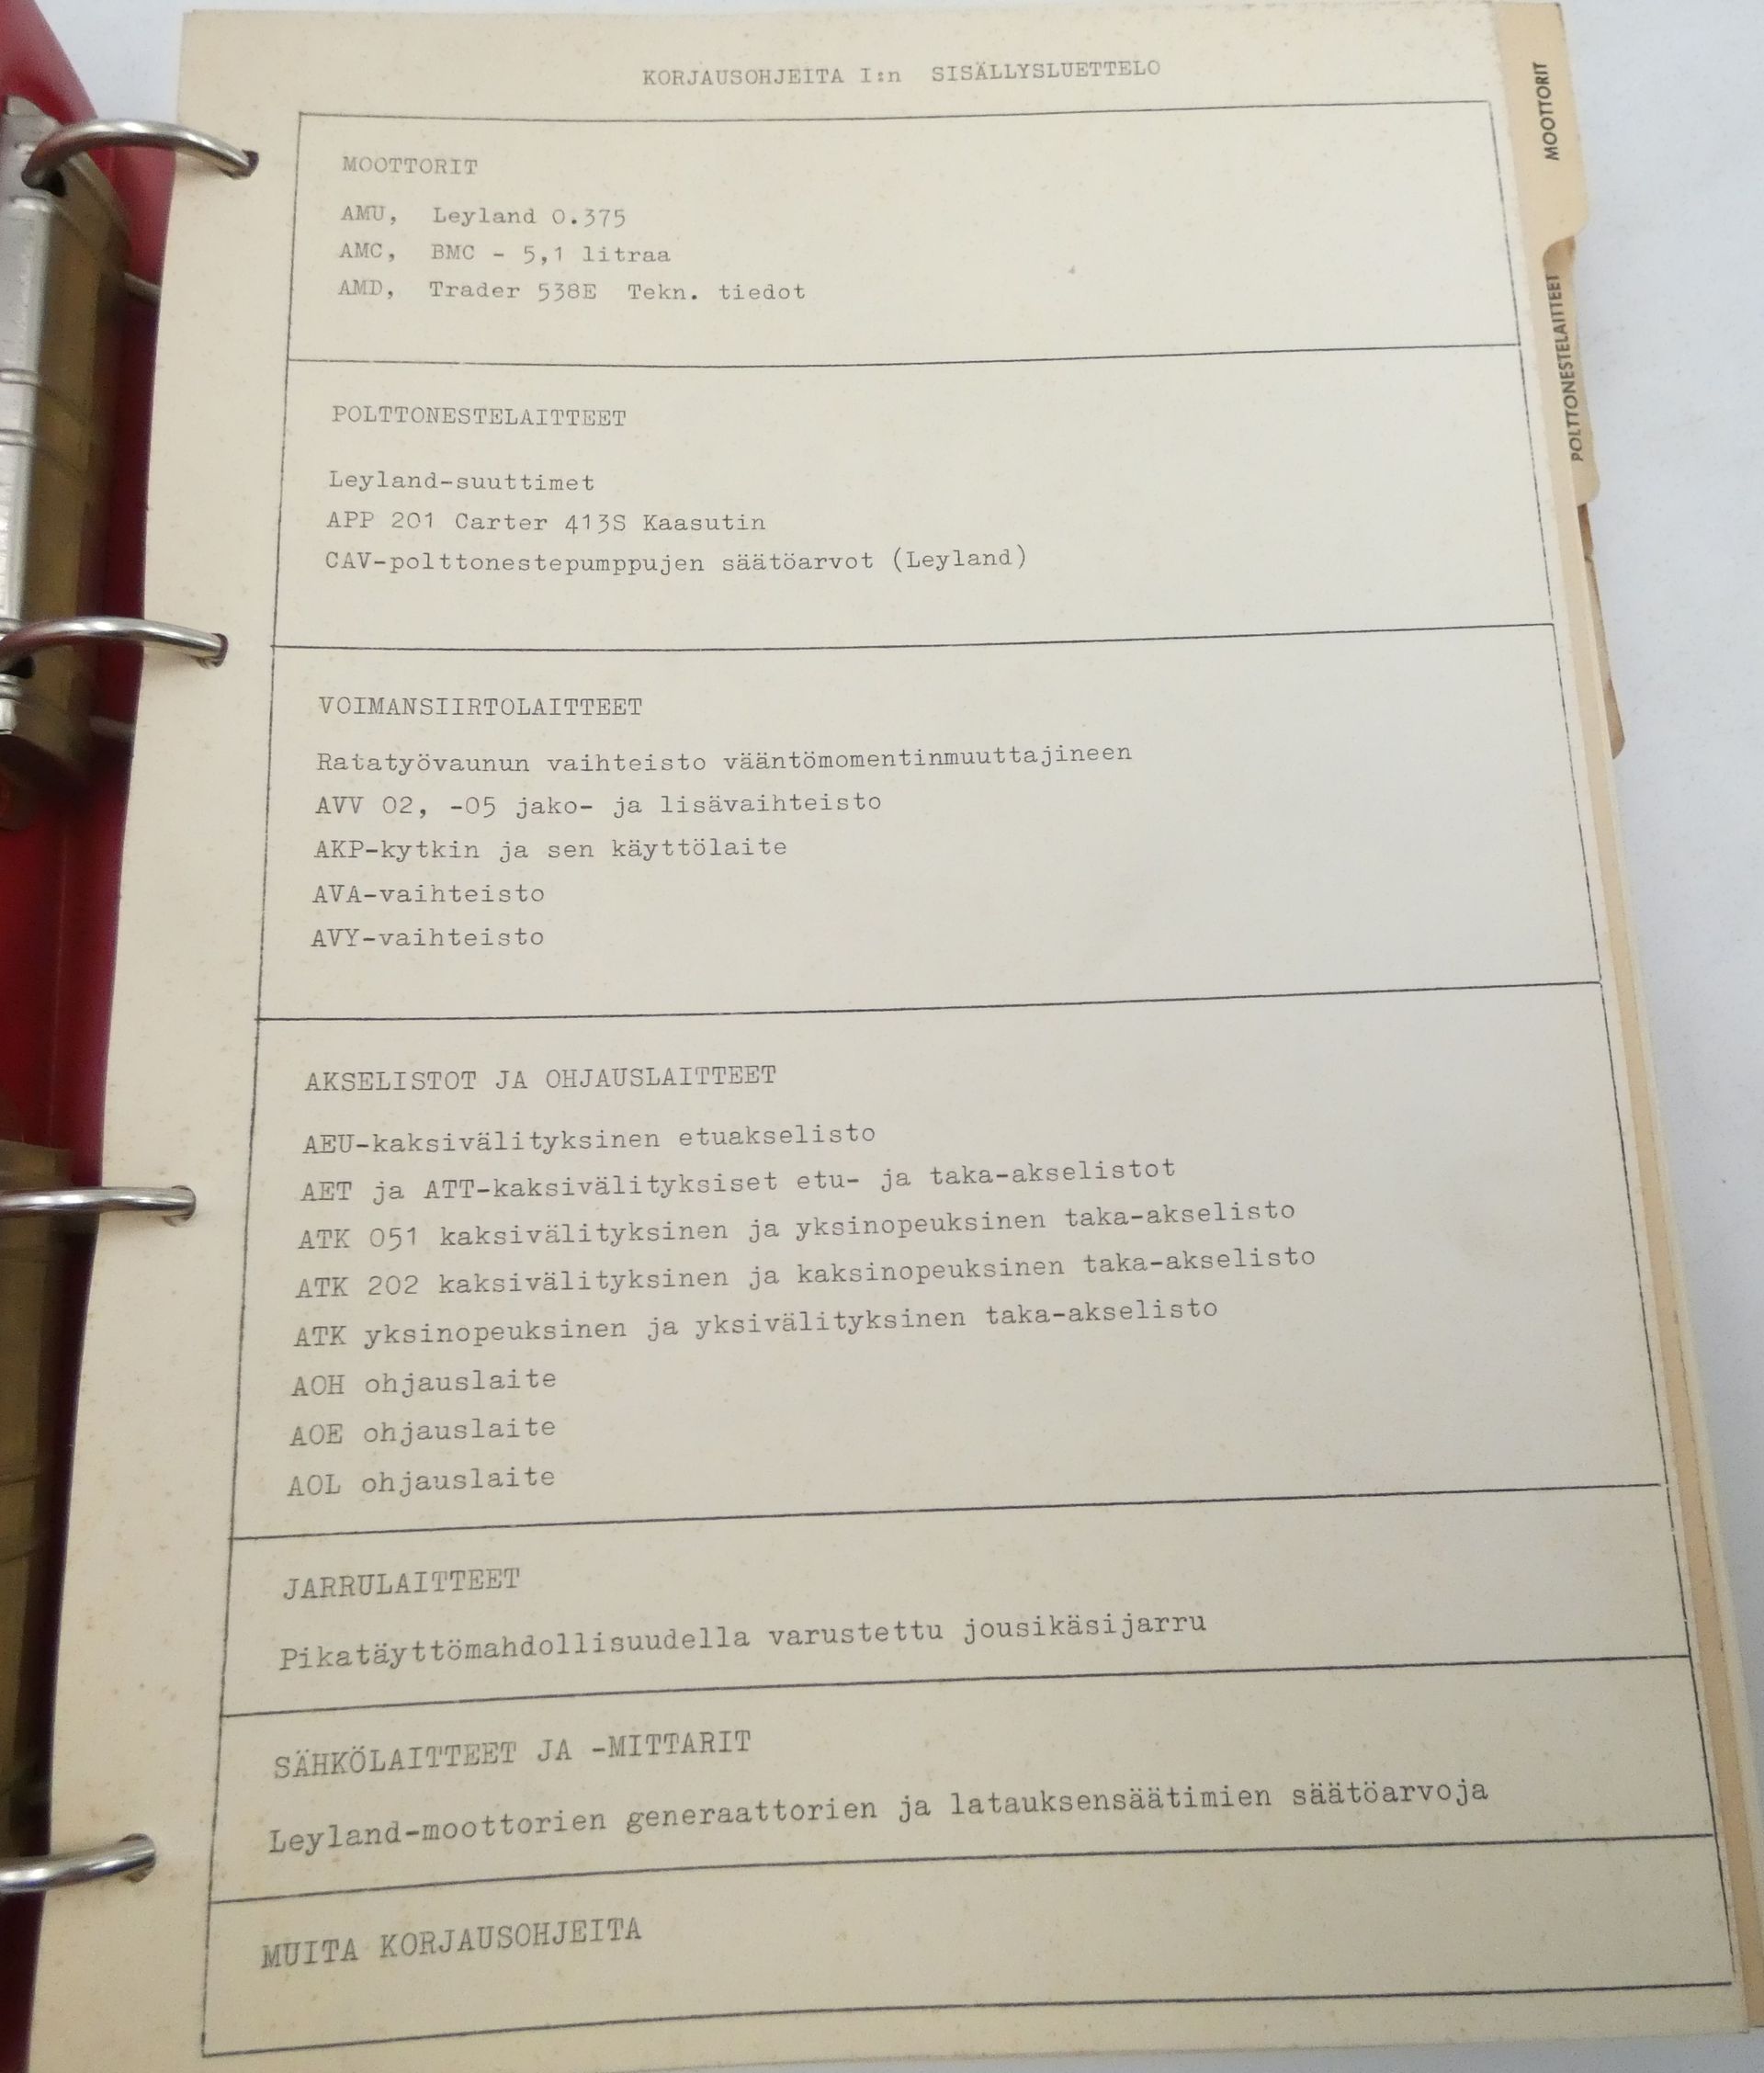 KORJAUSOHJEITA I:n SISÄLLYSLUETTELO
MOOTTORIT
AMU, Leyland 0.375
AMC, BMC - 5,1 litraa
AMD, Trader 538E Tekn. tiedot
POLTTONESTELAITTEET
Leyland-suuttimet
APP 201 Carter 413S Kaasutin
CAV-polttonestepumppujen säätöarvot (Leyland)
VOIMANSIIRTOLAITTEET
Ratatyövaunun vaihteisto vääntömomentinmuuttajineen
AVV 02, -05 jako- ja lisävaihteisto
AKP-kytkin ja sen käyttölaite
AVA-vaihteisto
AVY-vaihteisto
AKSELISTOT JA OHJAUSLAITTEET
AEU-kaksivälityksinen etuakselisto
AET ja ATT-kaksivälityksiset etu- ja taka-akselistot
ATK 051 kaksivälityksinen ja yksinopeuksinen taka-akselisto
ATK 202 kaksivälityksinen ja kaksinopeuksinen taka-akselisto
ATK yksinopeuksinen ja yksivälityksinen taka-akselisto
AOH ohjauslaite
AOE ohjauslaite
AOL ohjauslaite
JARRULAITTEET
Pikatäyttömahdollisuudella varustettu jousikäsijarru
SÄHKÖLAITTEET JA -MITTARIT
Leyland-moottorien generaattorien ja latauksensäätimien säätöarvoja
MUITA KORJAUSOHJEITA
MOOTTORIT
POLTTONESTELAITTEET